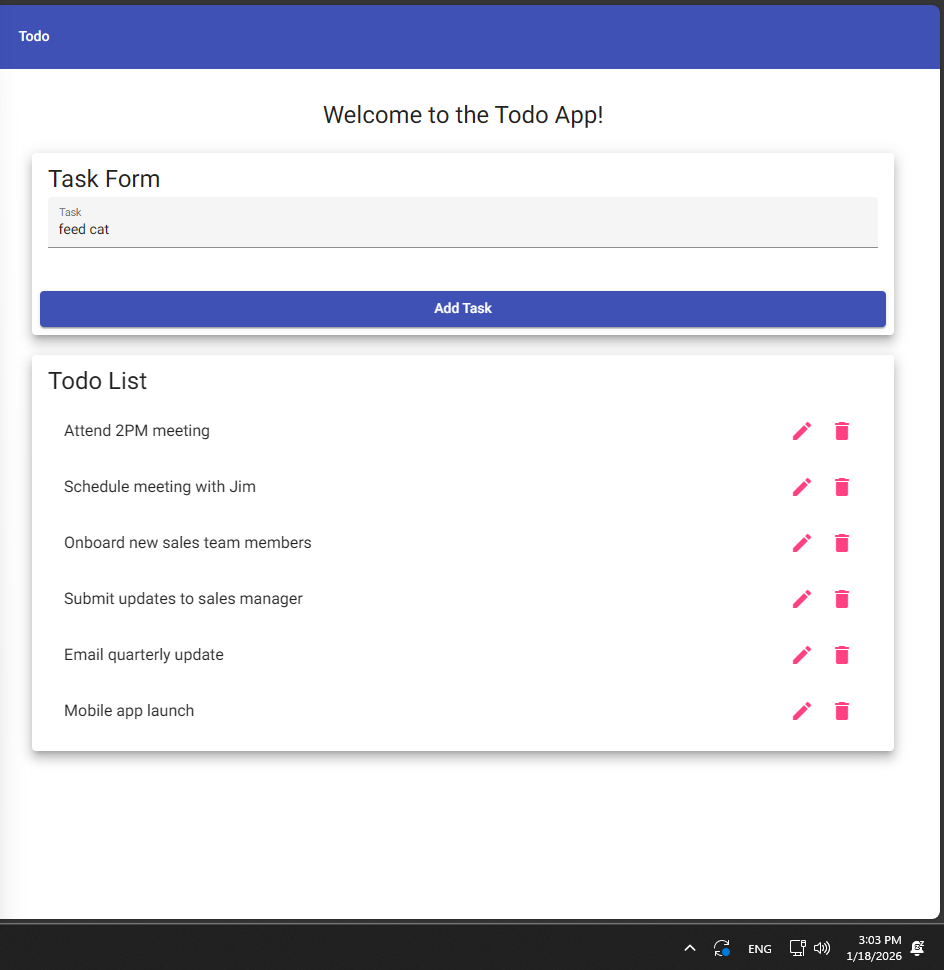 Todo
Welcome to the Todo App!
Task Form
Task
feed cat
Add Task
Todo List
Attend 2PM meeting
Schedule meeting with Jim
Onboard new sales team members
Submit updates to sales manager
Email quarterly update
Mobile app launch
ENG
3:03 PM
1/18/2026